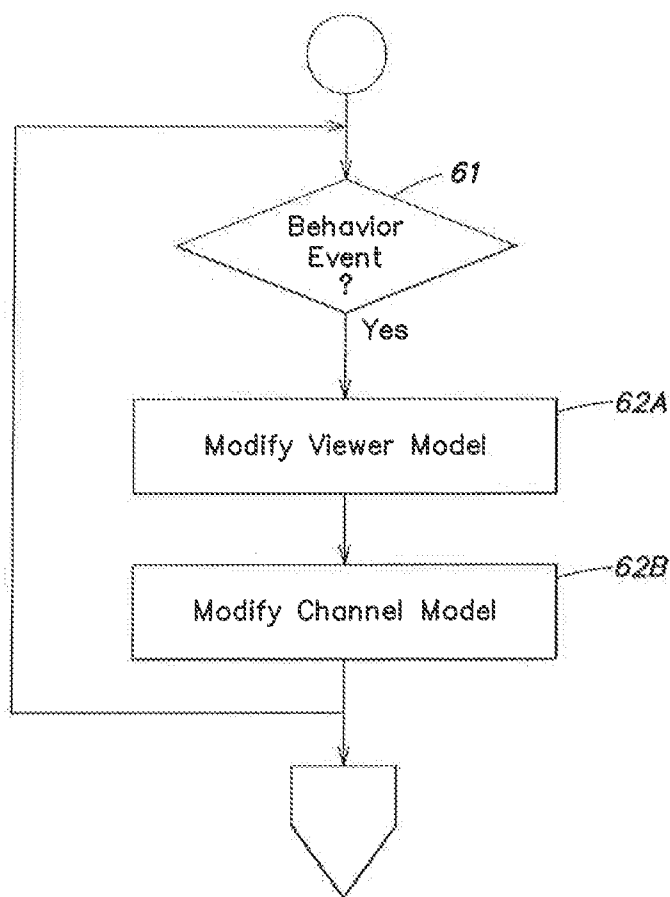 61
Behavior
Event
?
Yes
62A
Modify Viewer Model
62B
Modify Channel Model